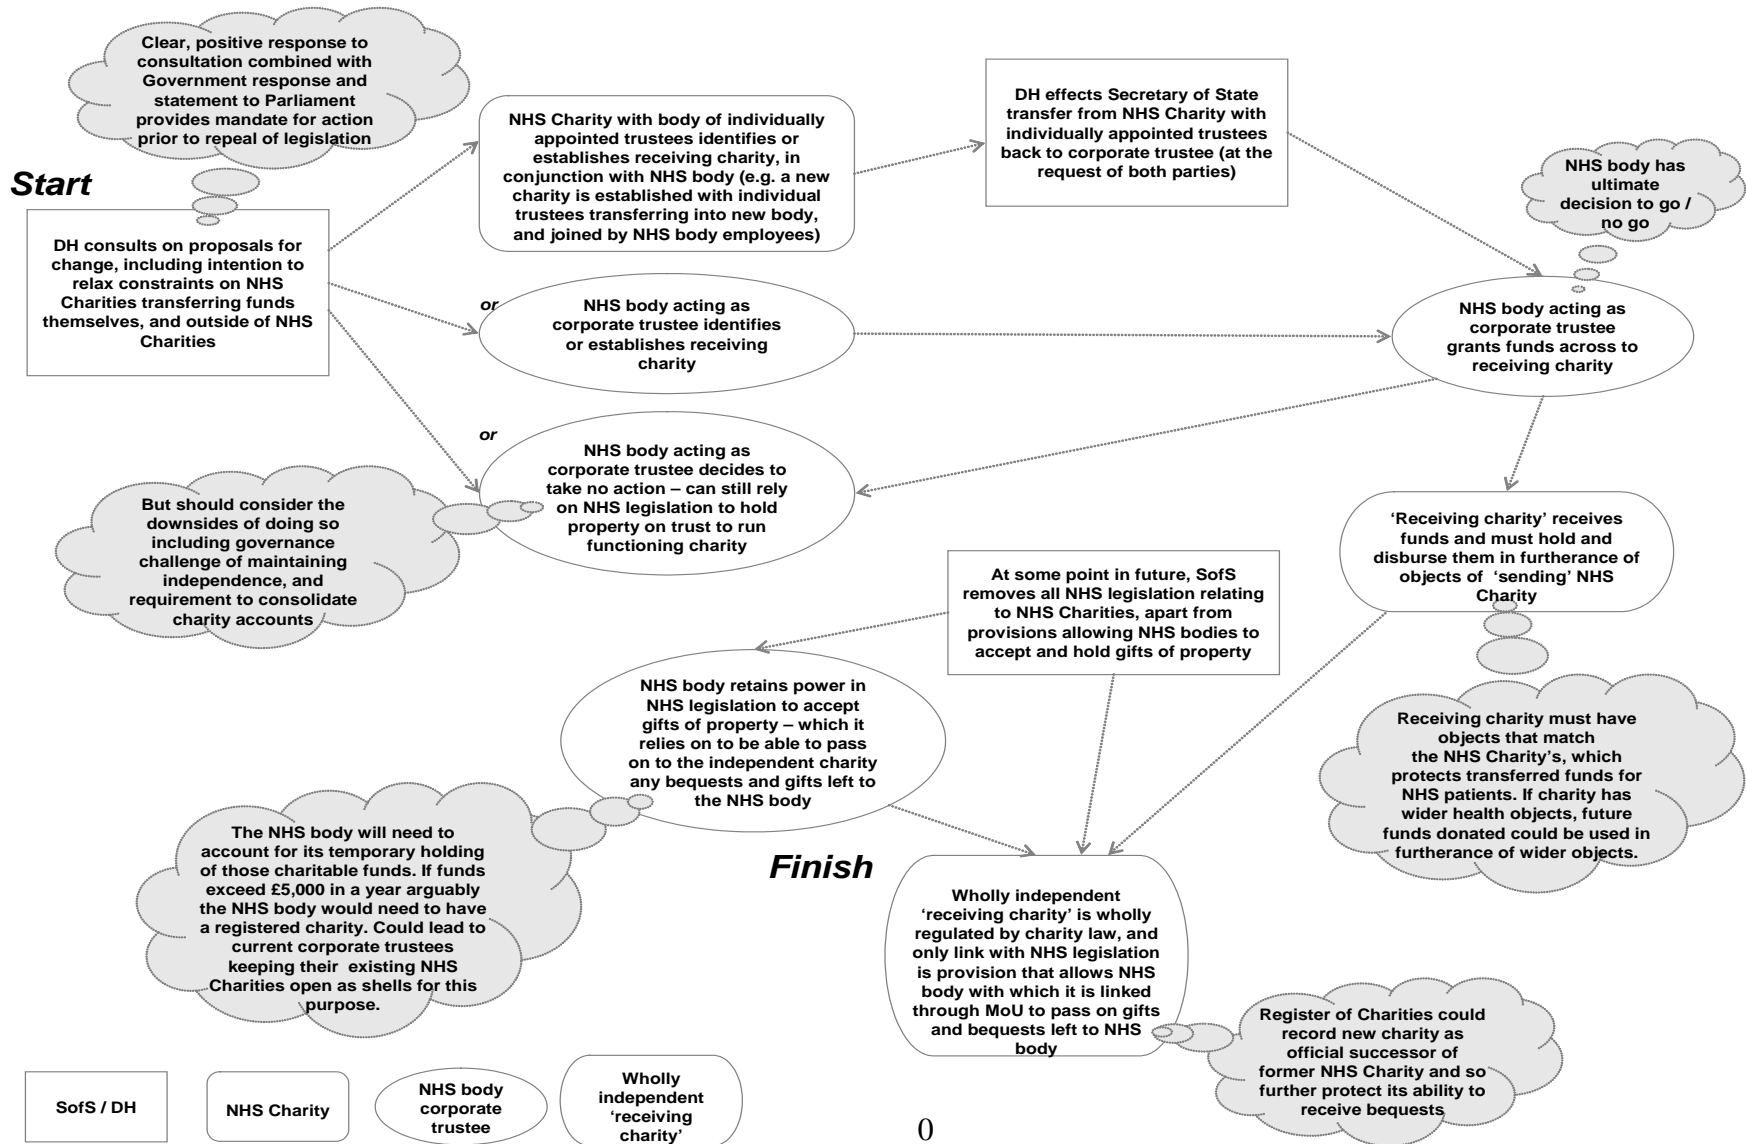 Clear, positive response to
consultation combined with
Government response and
statement to Parliament
provides mandate for action
prior to repeal of legislation
Start
DH consults on proposals for
change, including intention to
relax constraints on NHS
Charities transferring funds
themselves, and outside of NHS
Charities
NHS Charity with body of individually
appointed trustees identifies or
establishes receiving charity, in
conjunction with NHS body (e.g. a new
charity is established with individual
trustees transferring into new body,
and joined by NHS body employees)
DH effects Secretary of State
transfer from NHS Charity with
individually appointed trustees
back to corporate trustee (at the
request of both parties)
NHS body has
ultimate
decision to go /
no go
or
NHS body acting as
corporate trustee identifies
or establishes receiving
charity
NHS body acting as
corporate trustee
grants funds across to
receiving charity
or
NHS body acting as
corporate trustee decides to
take no action – can still rely
on NHS legislation to hold
property on trust to run
functioning charity
But should consider the
downsides of doing so
including governance
challenge of maintaining
independence, and
requirement to consolidate
charity accounts
'Receiving charity' receives
funds and must hold and
disburse them in furtherance of
objects of 'sending' NHS
Charity
At some point in future, SofS
removes all NHS legislation relating
to NHS Charities, apart from
provisions allowing NHS bodies to
accept and hold gifts of property
NHS body retains power in
NHS legislation to accept
gifts of property – which it
relies on to be able to pass
on to the independent charity
any bequests and gifts left to
the NHS body
Receiving charity must have
objects that match
the NHS Charity's, which
protects transferred funds for
NHS patients. If charity has
wider health objects, future
funds donated could be used in
furtherance of wider objects.
The NHS body will need to
account for its temporary holding
of those charitable funds. If funds
exceed £5,000 in a year arguably
the NHS body would need to have
a registered charity. Could lead to
current corporate trustees
keeping their existing NHS
Charities open as shells for this
purpose.
Finish
Wholly independent
'receiving charity' is wholly
regulated by charity law, and
only link with NHS legislation
is provision that allows NHS
body with which it is linked
through MoU to pass on gifts
and bequests left to NHS
body
Register of Charities could
record new charity as
official successor of
former NHS Charity and so
further protect its ability to
receive bequests
SofS / DH
NHS Charity
NHS body
corporate
trustee
Wholly
independent
'receiving
charity'
0